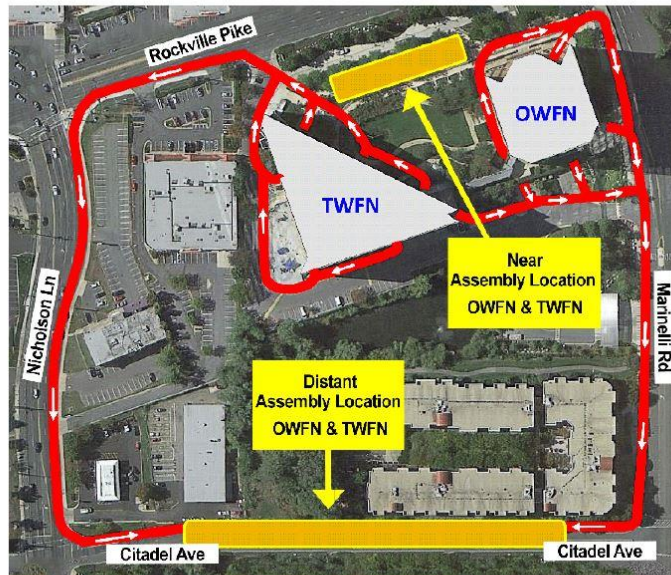 Rockville Pike
OWFN
TWFN
Near
Assembly Location
OWFN & TWFN
Nicholson Ln
Marinelli Rd
Distant
Assembly Location
OWFN & TWFN
Citadel Ave
Citadel Ave